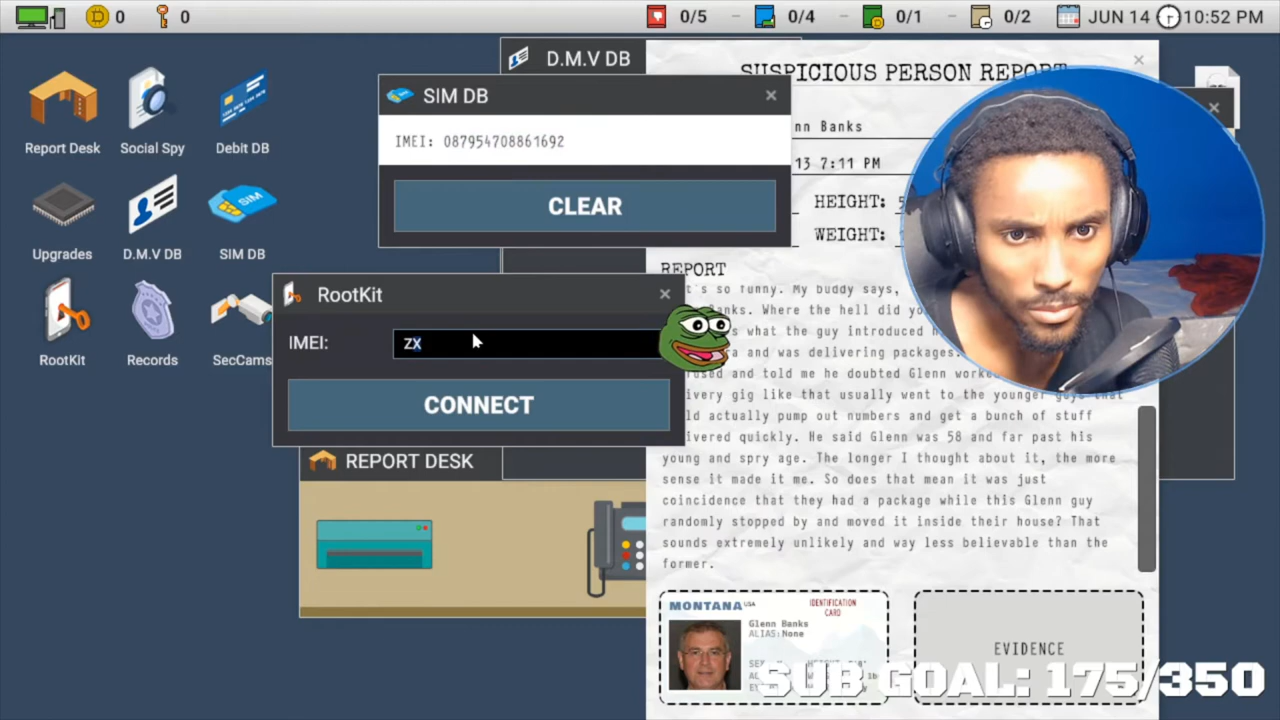 0
0
0/5
0/4
0/1
0/2
JUN 14
10:52 PM
Report Desk
Social Spy
Debit DB
Upgrades
D.M.V DB
SIM DB
RootKit
Records
SecCams
D.M.V DB
SIM DB
IMEI: 087954708861692
CLEAR
RootKit
IMEI:
zx
CONNECT
REPORT DESK
SUSPICIOUS PERSON REPORT
nn Banks
13 7:11 PM
HEIGHT: 5
WEIGHT:
REPORT
t's so funny. My buddy says,
Banks. Where the hell did you
s what the guy introduced h
ra and was delivering packages.
used and told me he doubted Glenn work
ivery gig like that usually went to the younger guys that
ld actually pump out numbers and get a bunch of stuff
ivered quickly. He said Glenn was 58 and far past his
young and spry age. The longer I thought about it, the more
sense it made it me. So does that mean it was just
coincidence that they had a package while this Glenn guy
randomly stopped by and moved it inside their house? That
sounds extremely unlikely and way less believable than the
former.
MONTANA USA
IDENTIFICATION
CARD
Glenn Banks
ALIAS: None
EVIDENCE
SUB GOAL: 175/350